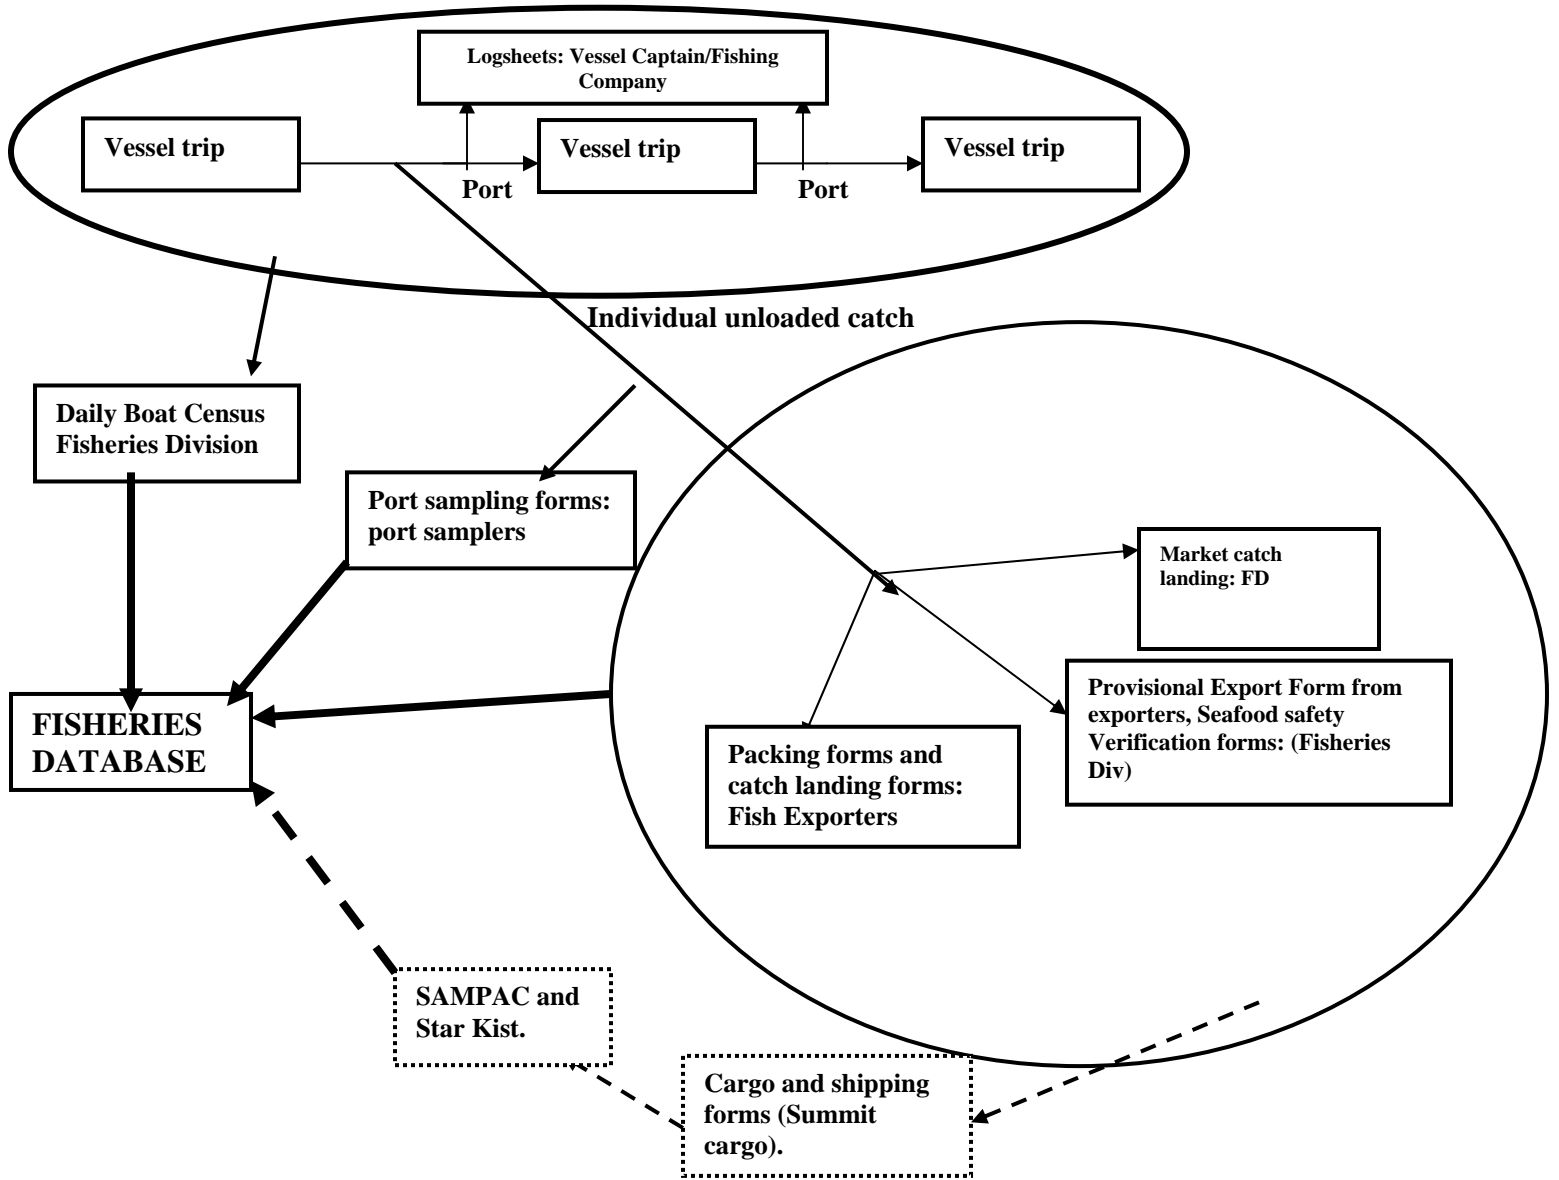 Logsheets: Vessel Captain/Fishing
Company
Vessel trip
Vessel trip
Vessel trip
Port
Port
Individual unloaded catch
Daily Boat Census
Fisheries Division
Port sampling forms:
port samplers
Market catch
landing: FD
Provisional Export Form from
exporters, Seafood safety
Verification forms: (Fisheries
Div)
FISHERIES
DATABASE
Packing forms and
catch landing forms:
Fish Exporters
SAMPAC and
Star Kist.
Cargo and shipping
forms (Summit
cargo).